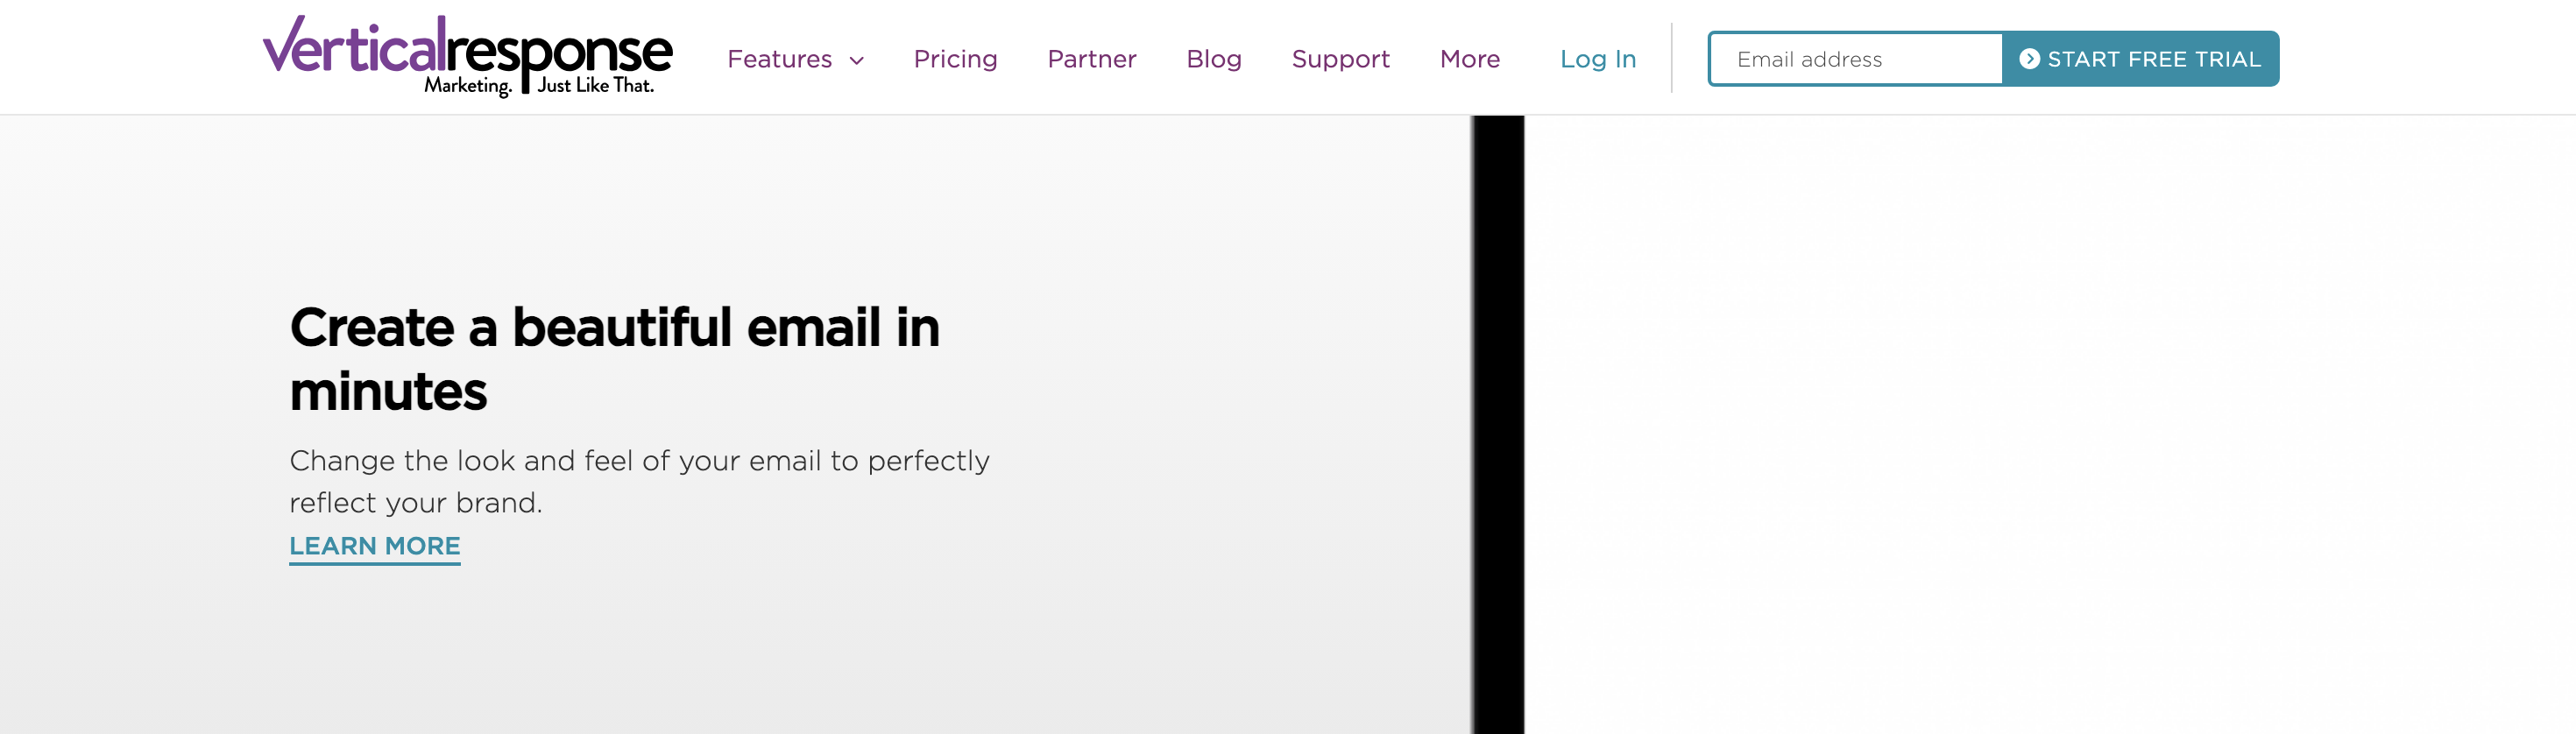 verticalresponse
Marketing. Just Like That.
Features Pricing Partner Blog Support More Log In Email address START FREE TRIAL
Create a beautiful email in
minutes
Change the look and feel of your email to perfectly
reflect your brand.
LEARN MORE